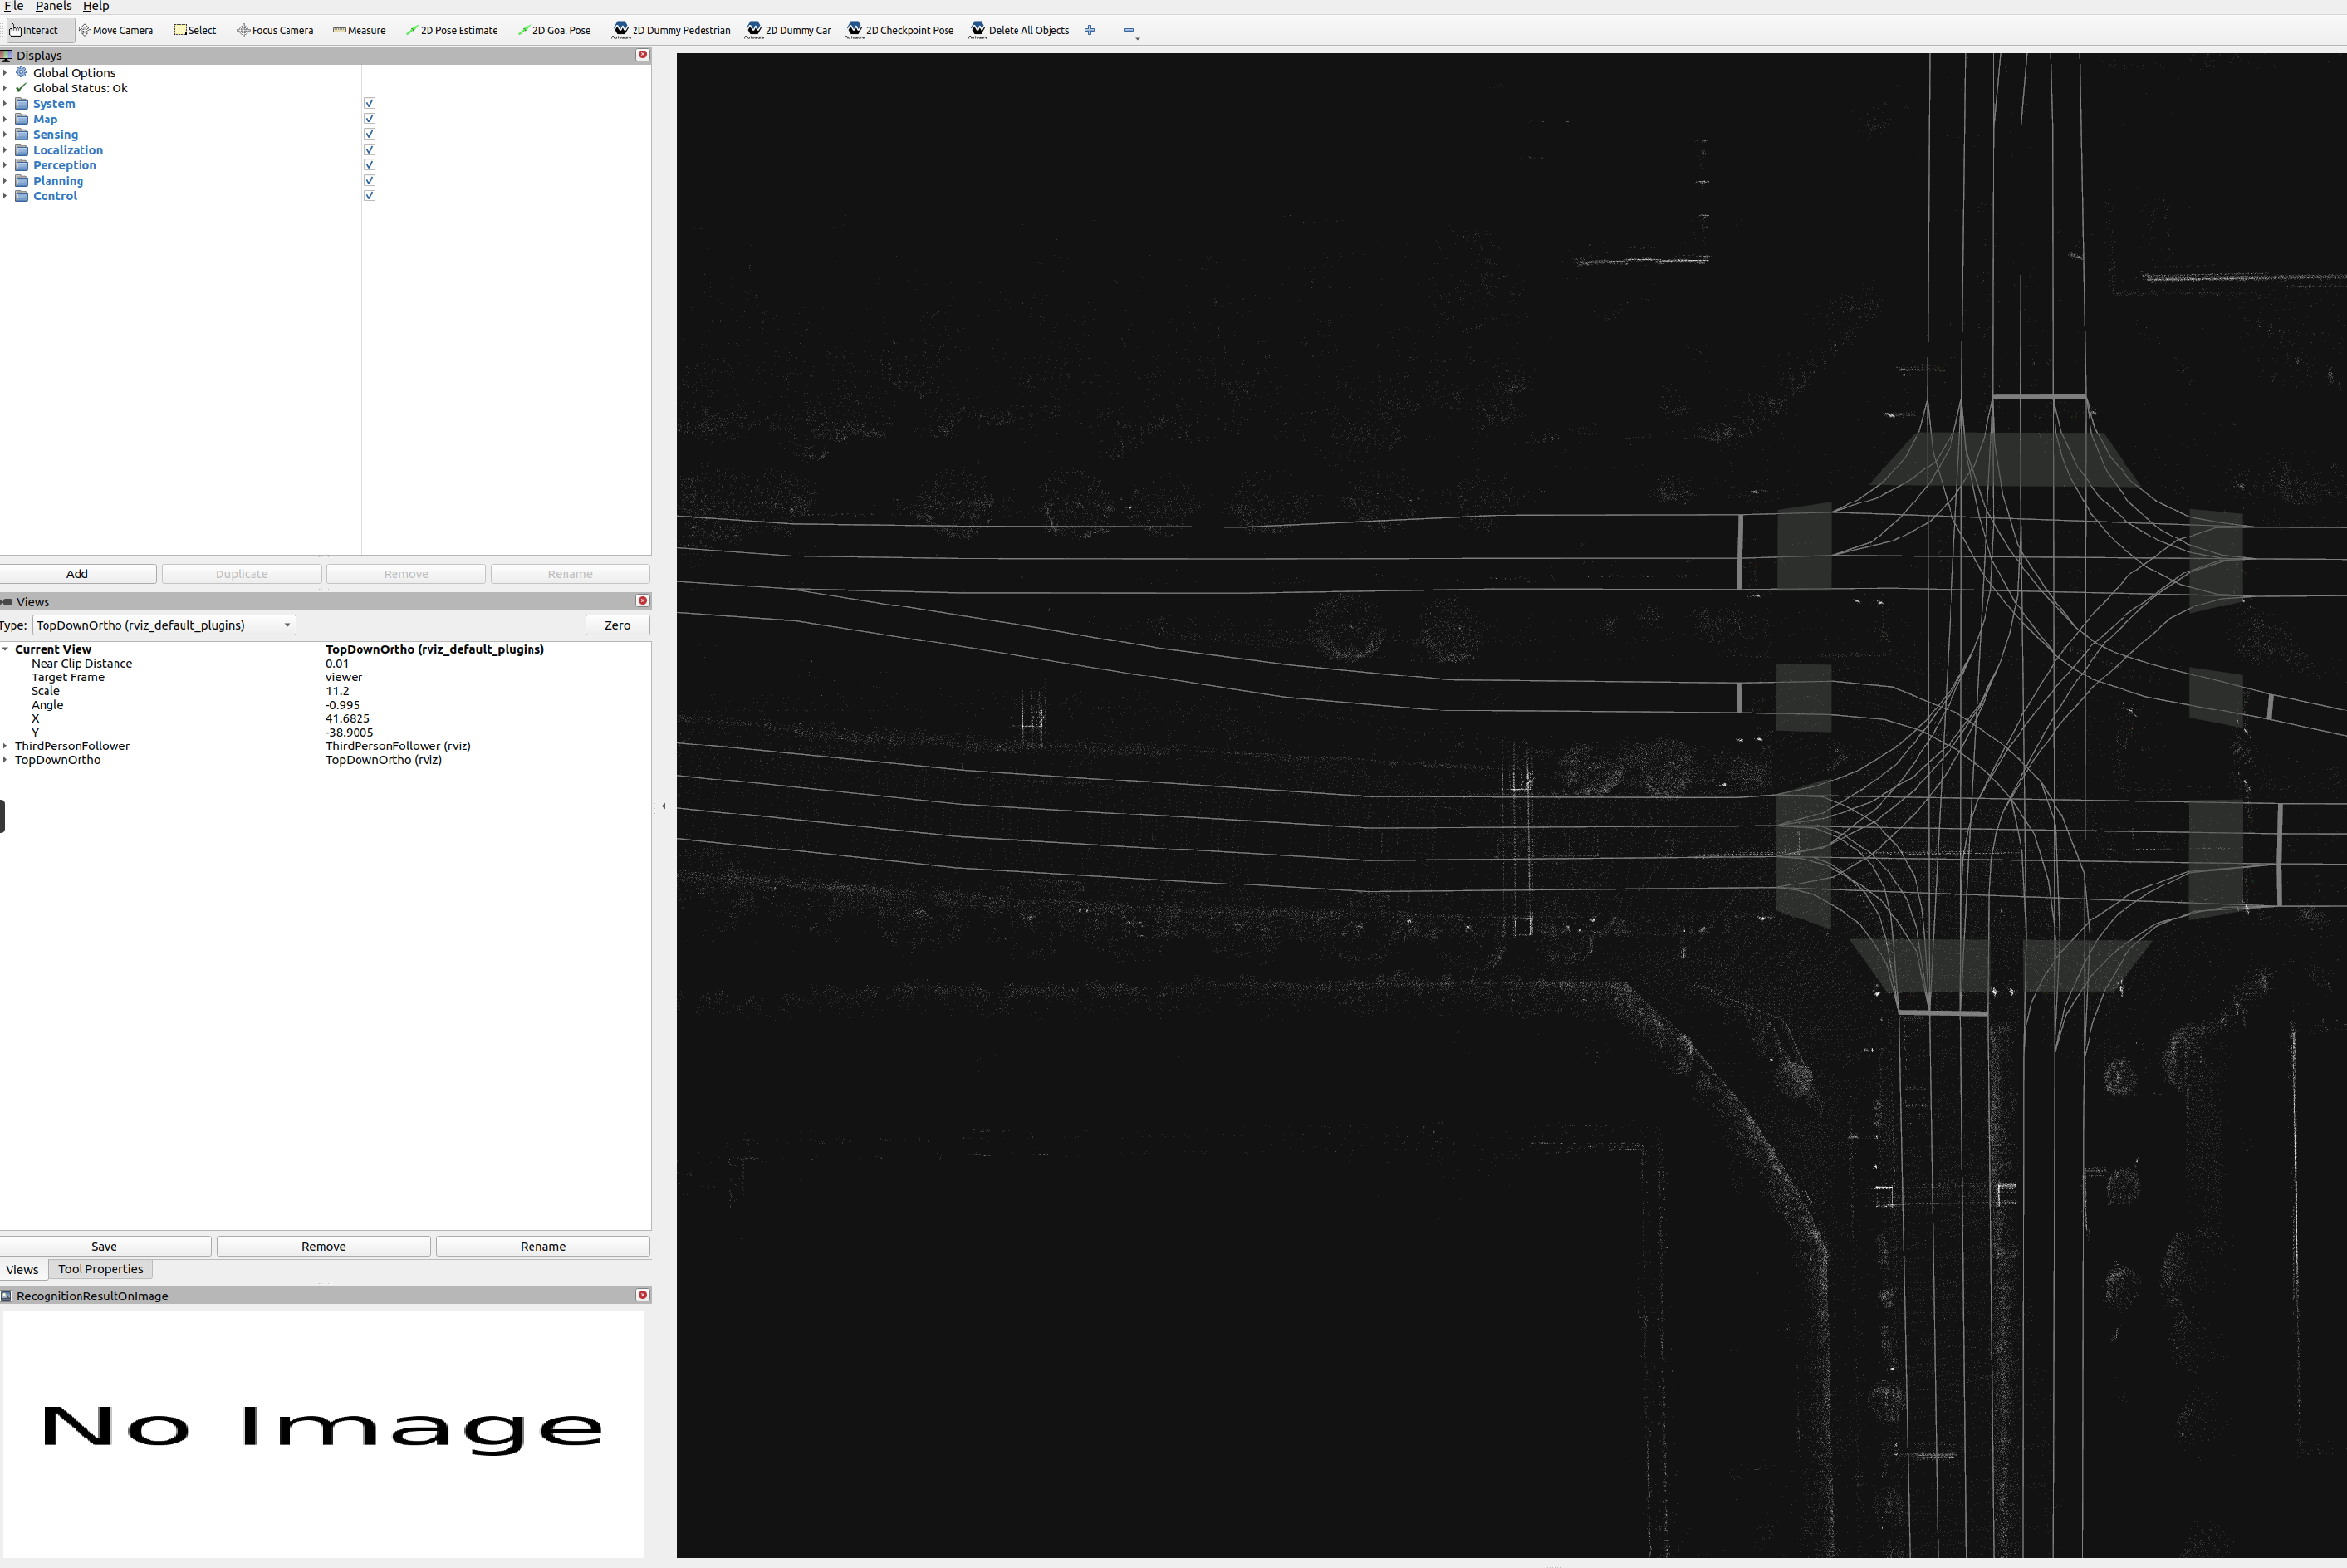 File Panels Help
Interact Move Camera Select Focus Camera Measure 2D Pose Estimate 2D Goal Pose 2D Dummy Pedestrian 2D Dummy Car 2D Checkpoint Pose Delete All Objects
Displays
Global Options
Global Status: Ok
System
Map
Sensing
Localization
Perception
Planning
Control
Add Duplicate Remove Rename
Views
Type: TopDownOrtho (rviz_default_plugins) Zero
Current View TopDownOrtho (rviz_default_plugins)
Near Clip Distance 0.01
Target Frame viewer
Scale 11.2
Angle -0.995
X 41.6825
Y -38.9005
ThirdPersonFollower ThirdPersonFollower (rviz)
TopDownOrtho TopDownOrtho (rviz)
Save Remove Rename
Views Tool Properties
RecognitionResultOnImage
No Image